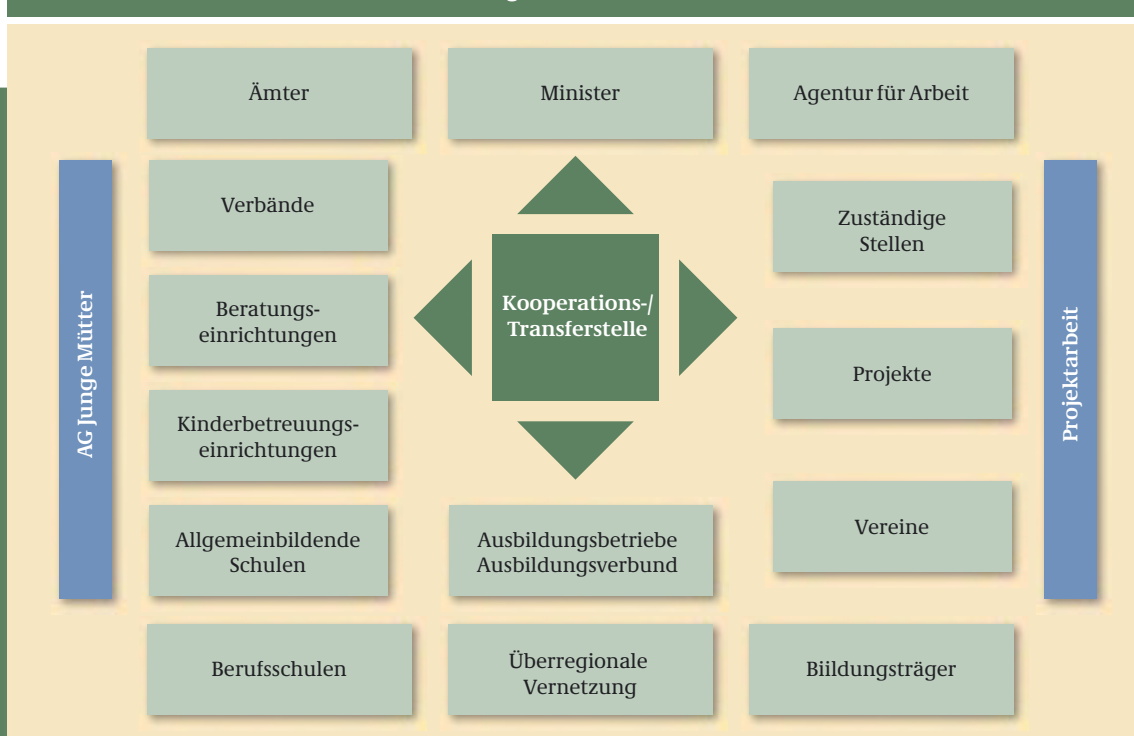 Ämter
Minister
Agentur für Arbeit
AG Junge Mütter
Verbände
Beratungs-
einrichtungen
Kinderbetreuungs-
einrichtungen
Allgemeinbildende
Schulen
Kooperations-/
Transferstelle
Ausbildungsbetriebe
Ausbildungsverbund
Zuständige
Stellen
Projekte
Vereine
Projektarbeit
Berufsschulen
Überregionale
Vernetzung
Biildungsträger